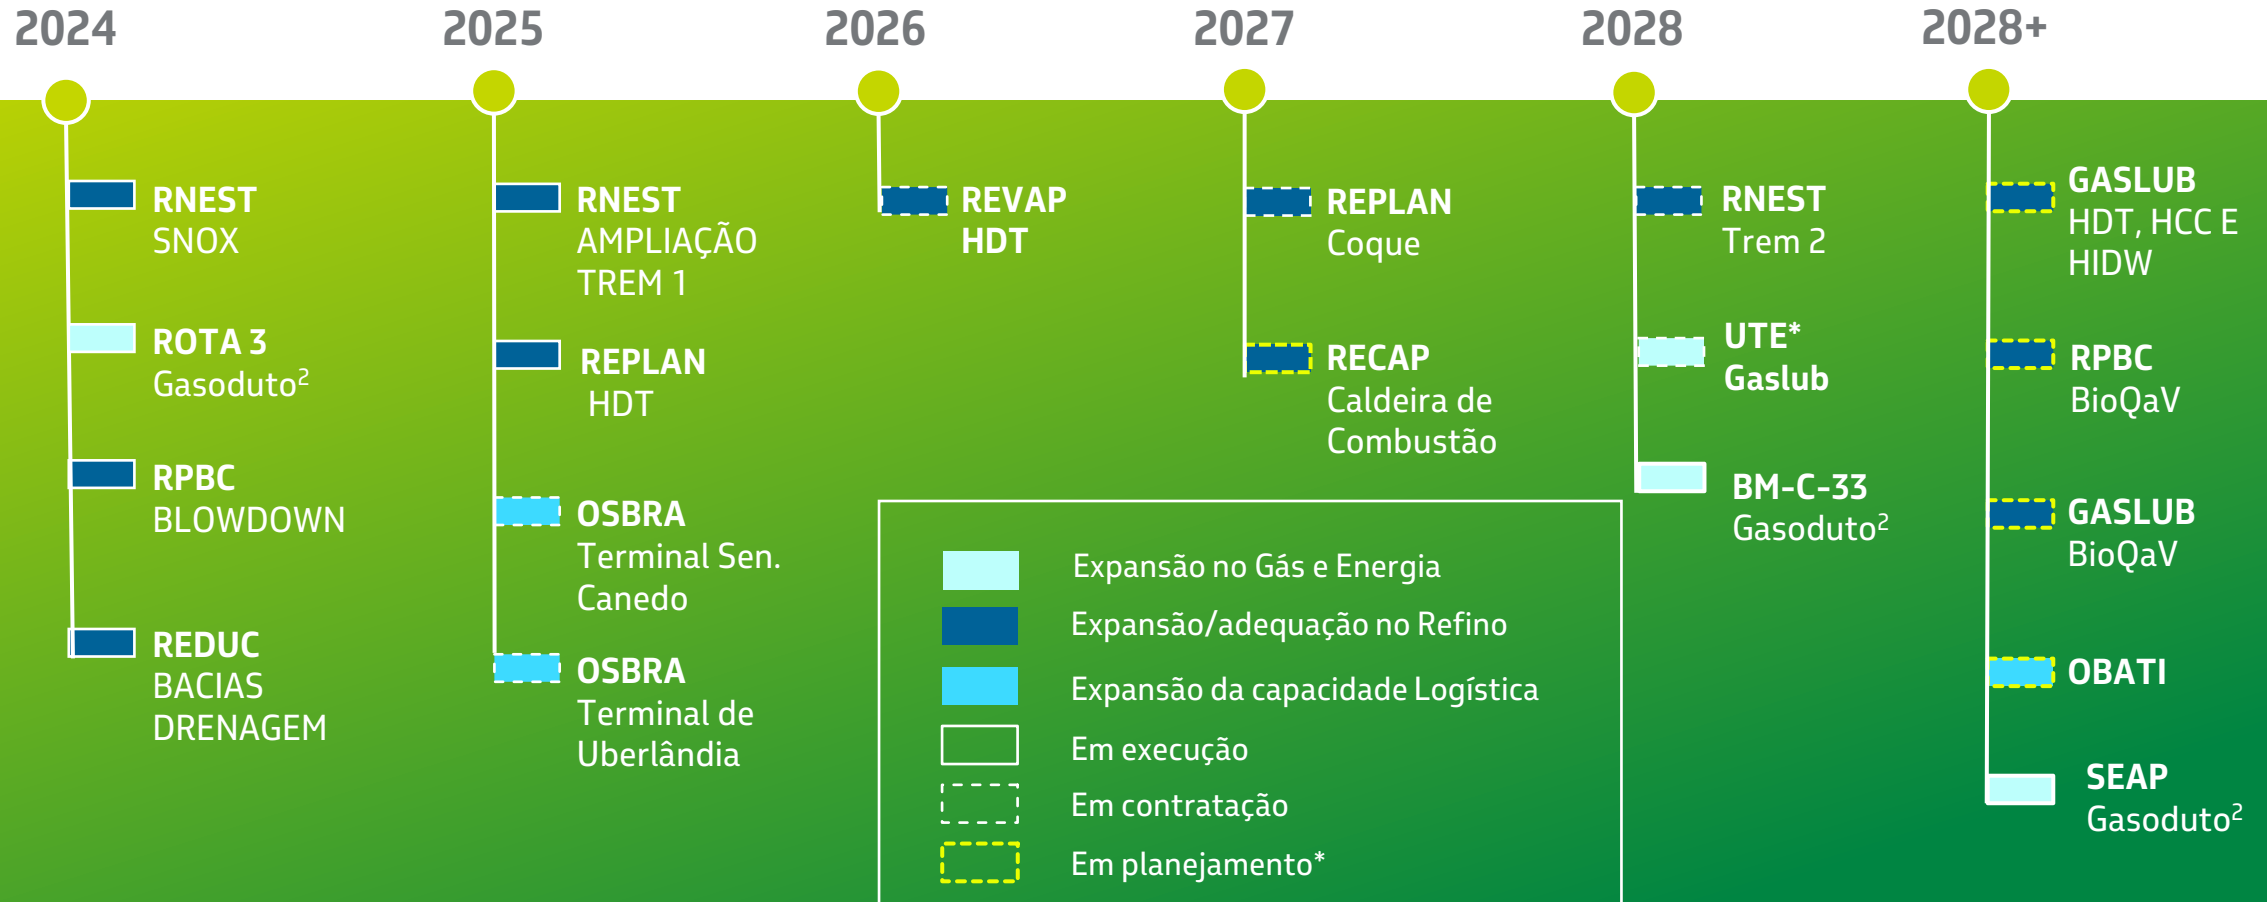 2024
2025
2026
2027
2028
2028+
RNEST
SNOX
ROTA 3
Gasoduto²
RPBC
BLOWDOWN
REDUC
BACIAS
DRENAGEM
RNEST
AMPLIAÇÃO
TREM 1
REPLAN
HDT
OSBRA
Terminal Sen.
Canedo
OSBRA
Terminal de
Uberlândia
REVAP
HDT
REPLAN
Coque
RECAP
Caldeira de
Combustão
RNEST
Trem 2
UTE*
Gaslub
BM-C-33
Gasoduto²
GASLUB
HDT, HCC E
HIDW
RPBC
BioQaV
GASLUB
BioQaV
OBATI
SEAP
Gasoduto²
Expansão no Gás e Energia
Expansão/adequação no Refino
Expansão da capacidade Logística
Em execução
Em contratação
Em planejamento*